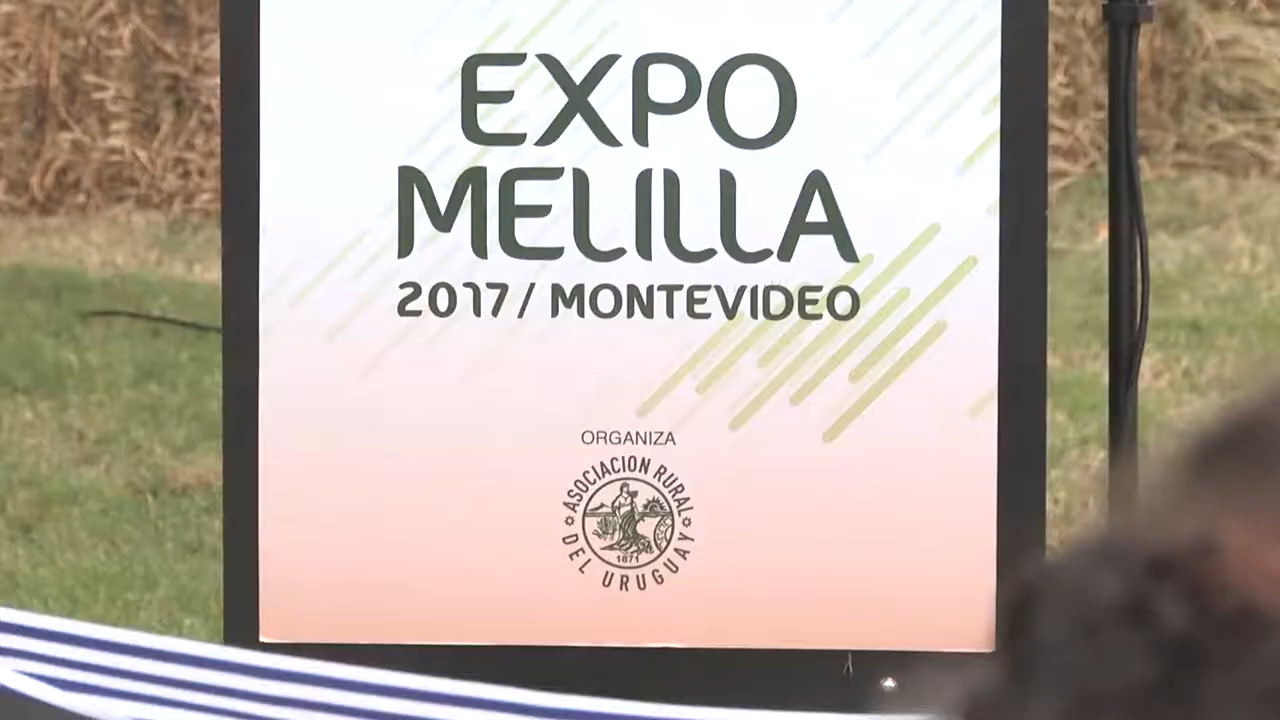 EXPO
MELILLA
2017/ MONTEVIDEO
ORGANIZA
ASOCIACION RURAL
DEL URUGUAY
1871